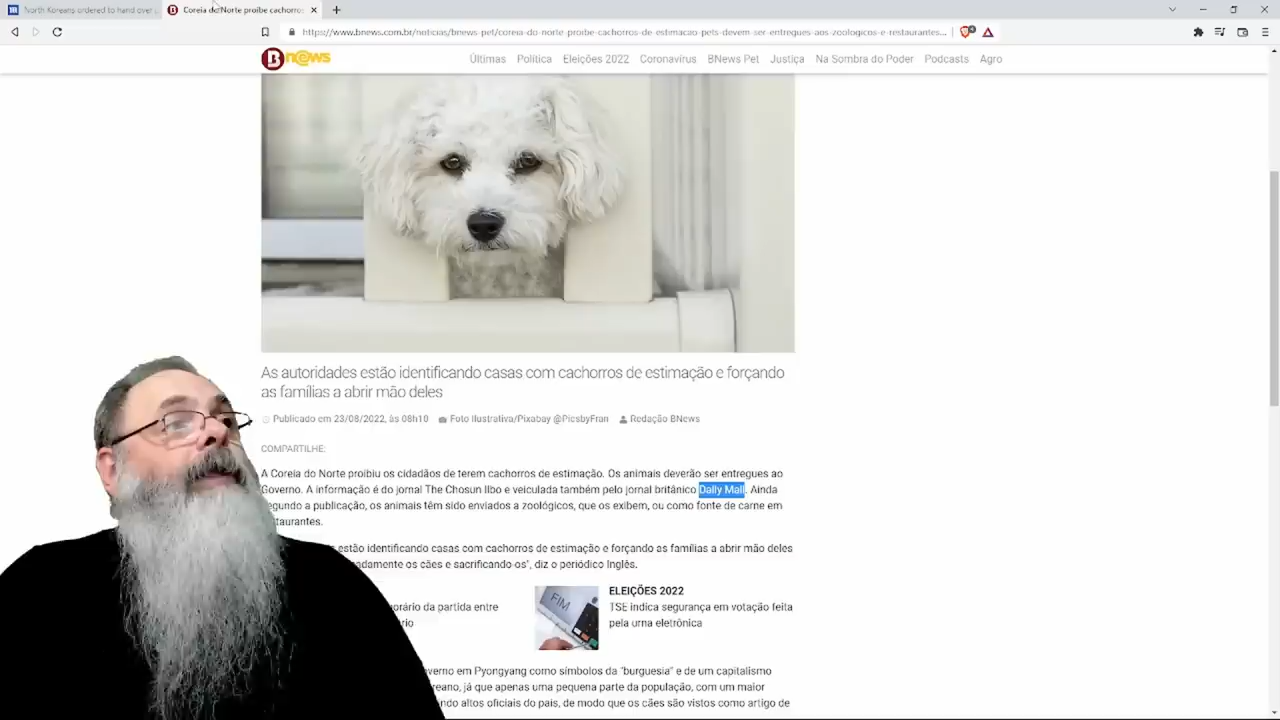 North Koreans ordered to hand over
Coreia do Norte proíbe cachorros
https://www.bnews.com.br/noticias/bnews-pet/coreia-do-norte-proibe-cachorros-de-estimacao-pets-devem-ser-entregues-aos-zoologicos-e-restaurantes...
B news
Últimas Política Eleições 2022 Coronavírus BNews Pet Justiça Na Sombra do Poder Podcasts Agro
As autoridades estão identificando casas com cachorros de estimação e forçando
as famílias a abrir mão deles
Publicado em 23/08/2022, às 08h10 Foto Ilustrativa/Pixabay @PicsbyFran Redação BNews
COMPARTILHE:
A Coreia do Norte proibiu os cidadãos de terem cachorros de estimação. Os animais deverão ser entregues ao
Governo. A informação é do jornal The Chosun Ilbo e veiculada também pelo jornal britânico Daily Mail. Ainda
segundo a publicação, os animais têm sido enviados a zoológicos, que os exibem, ou como fonte de carne em
taurantes.
estão identificando casas com cachorros de estimação e forçando as famílias a abrir mão deles
adamente os cães e sacrificando-os", diz o periódico Inglês.
orário da partida entre
rio
FIM
ELEIÇÕES 2022
TSE indica segurança em votação feita
pela urna eletrônica
verno em Pyongyang como símbolos da "burguesia" e de um capitalismo
reano, já que apenas uma pequena parte da população, com um maior
ndo altos oficiais do país, de modo que os cães são vistos como artigo de